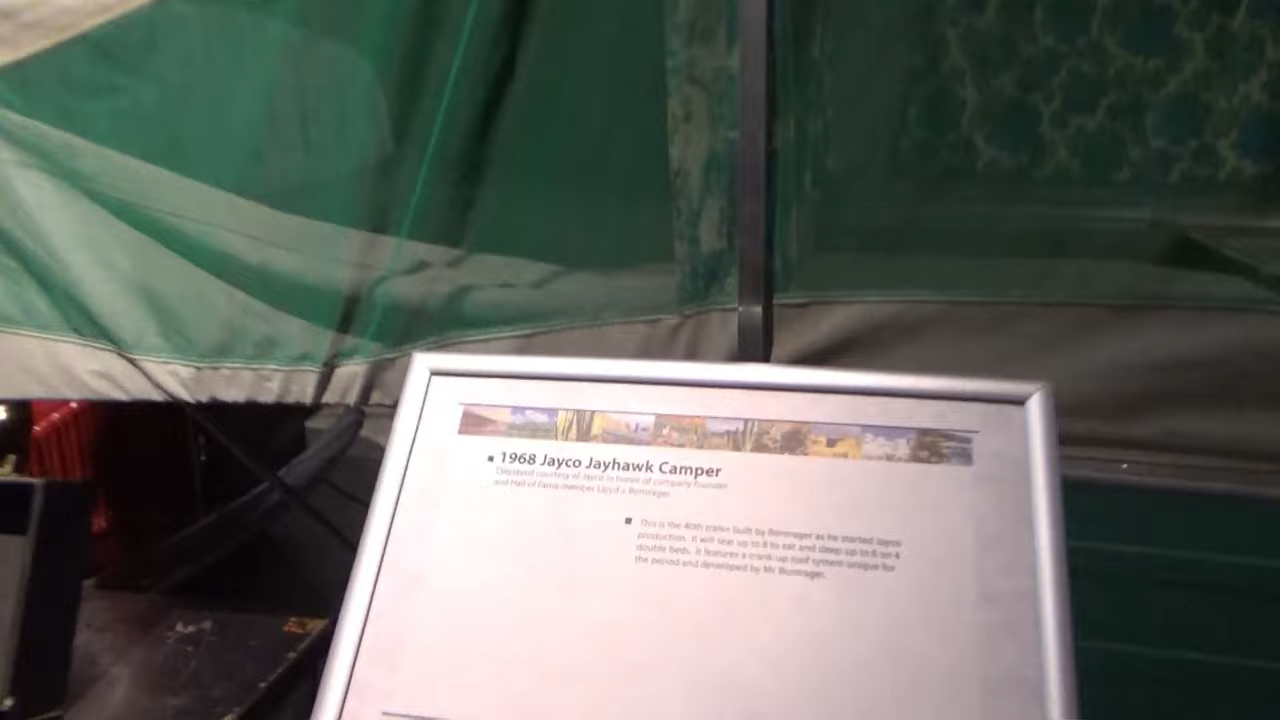 1968 Jayco Jayhawk Camper
Displayed courtesy of Jayco in honor of company founder
and Hall of Fame member Lloyd J. Bontrager.
This is the 40th trailer built by Bontrager as he started Jayco
production. It will seat up to 8 to eat and sleep up to 8 on 4
double beds. It features a crank-up roof system unique for
the period and developed by Mr Bontrager.